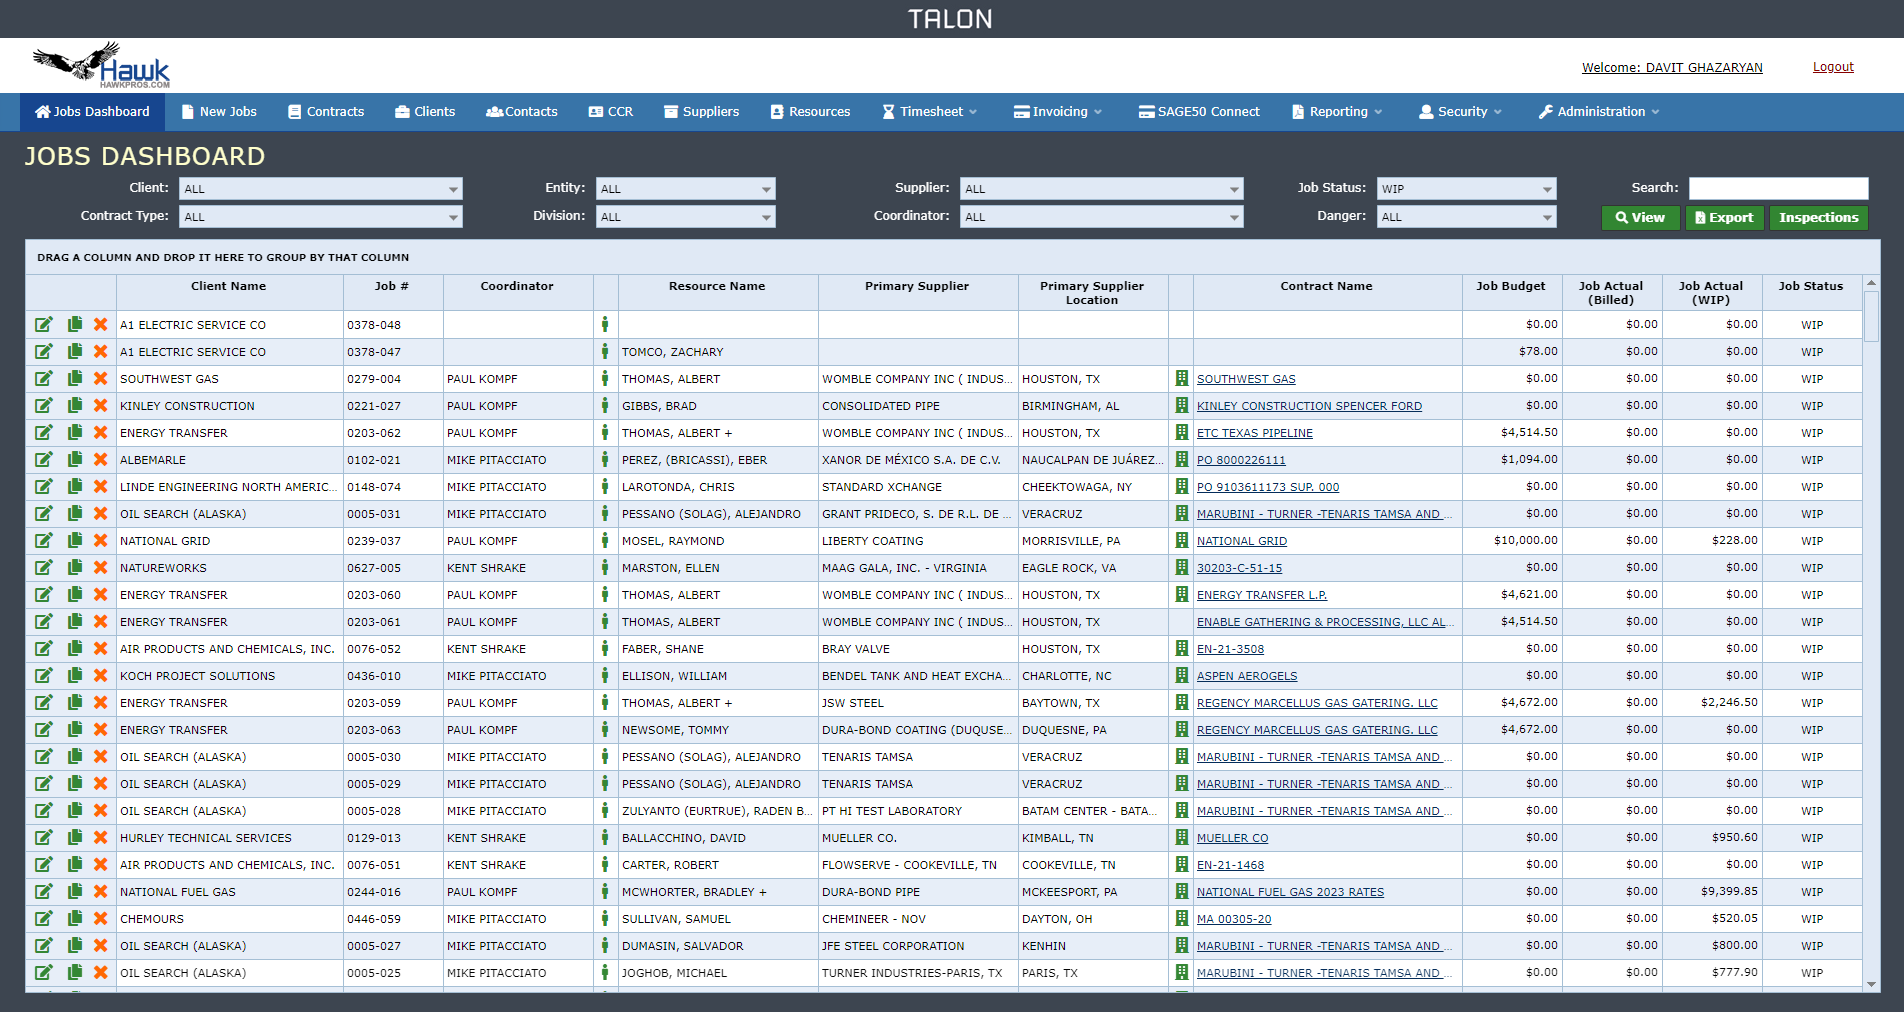 TALON
Hawk
HAWKPROS.COM
Welcome: DAVIT GHAZARYAN Logout
Jobs Dashboard New Jobs Contracts Clients Contacts CCR Suppliers Resources Timesheet Invoicing SAGE50 Connect Reporting Security Administration
JOBS DASHBOARD
Client: ALL Entity: ALL Supplier: ALL Job Status: WIP Search:
Contract Type: ALL Division: ALL Coordinator: ALL Danger: ALL View Export Inspections
DRAG A COLUMN AND DROP IT HERE TO GROUP BY THAT COLUMN
Client Name Job # Coordinator Resource Name Primary Supplier Primary Supplier Location Contract Name Job Budget Job Actual (Billed) Job Actual (WIP) Job Status
A1 ELECTRIC SERVICE CO 0378-048 $0.00 $0.00 $0.00 WIP
A1 ELECTRIC SERVICE CO 0378-047 TOMCO, ZACHARY $78.00 $0.00 $0.00 WIP
SOUTHWEST GAS 0279-004 PAUL KOMPF THOMAS, ALBERT WOMBLE COMPANY INC ( INDUS... HOUSTON, TX SOUTHWEST GAS $0.00 $0.00 $0.00 WIP
KINLEY CONSTRUCTION 0221-027 PAUL KOMPF GIBBS, BRAD CONSOLIDATED PIPE BIRMINGHAM, AL KINLEY CONSTRUCTION SPENCER FORD $0.00 $0.00 $0.00 WIP
ENERGY TRANSFER 0203-062 PAUL KOMPF THOMAS, ALBERT + WOMBLE COMPANY INC ( INDUS... HOUSTON, TX ETC TEXAS PIPELINE $4,514.50 $0.00 $0.00 WIP
ALBEMARLE 0102-021 MIKE PITACCIATO PEREZ, (BRICASSI), EBER XANOR DE MÉXICO S.A. DE C.V. NAUCALPAN DE JUÁREZ... PO 8000226111 $1,094.00 $0.00 $0.00 WIP
LINDE ENGINEERING NORTH AMERIC... 0148-074 MIKE PITACCIATO LAROTONDA, CHRIS STANDARD XCHANGE CHEEKTOWAGA, NY PO 9103611173 SUP. 000 $0.00 $0.00 $0.00 WIP
OIL SEARCH (ALASKA) 0005-031 MIKE PITACCIATO PESSANO (SOLAG), ALEJANDRO GRANT PRIDECO, S. DE R.L. DE ... VERACRUZ MARUBINI - TURNER -TENARIS TAMSA AND ... $0.00 $0.00 $0.00 WIP
NATIONAL GRID 0239-037 PAUL KOMPF MOSEL, RAYMOND LIBERTY COATING MORRISVILLE, PA NATIONAL GRID $10,000.00 $0.00 $228.00 WIP
NATUREWORKS 0627-005 KENT SHRAKE MARSTON, ELLEN MAAG GALA, INC. - VIRGINIA EAGLE ROCK, VA 30203-C-51-15 $0.00 $0.00 $0.00 WIP
ENERGY TRANSFER 0203-060 PAUL KOMPF THOMAS, ALBERT WOMBLE COMPANY INC ( INDUS... HOUSTON, TX ENERGY TRANSFER L.P. $4,621.00 $0.00 $0.00 WIP
ENERGY TRANSFER 0203-061 PAUL KOMPF THOMAS, ALBERT WOMBLE COMPANY INC ( INDUS... HOUSTON, TX ENABLE GATHERING & PROCESSING, LLC AL... $4,514.50 $0.00 $0.00 WIP
AIR PRODUCTS AND CHEMICALS, INC. 0076-052 KENT SHRAKE FABER, SHANE BRAY VALVE HOUSTON, TX EN-21-3508 $0.00 $0.00 $0.00 WIP
KOCH PROJECT SOLUTIONS 0436-010 MIKE PITACCIATO ELLISON, WILLIAM BENDEL TANK AND HEAT EXCHA... CHARLOTTE, NC ASPEN AEROGELS $0.00 $0.00 $0.00 WIP
ENERGY TRANSFER 0203-059 PAUL KOMPF THOMAS, ALBERT + JSW STEEL BAYTOWN, TX REGENCY MARCELLUS GAS GATERING. LLC $4,672.00 $0.00 $2,246.50 WIP
ENERGY TRANSFER 0203-063 PAUL KOMPF NEWSOME, TOMMY DURA-BOND COATING (DUQUSE... DUQUESNE, PA REGENCY MARCELLUS GAS GATERING. LLC $4,672.00 $0.00 $0.00 WIP
OIL SEARCH (ALASKA) 0005-030 MIKE PITACCIATO PESSANO (SOLAG), ALEJANDRO TENARIS TAMSA VERACRUZ MARUBINI - TURNER -TENARIS TAMSA AND ... $0.00 $0.00 $0.00 WIP
OIL SEARCH (ALASKA) 0005-029 MIKE PITACCIATO PESSANO (SOLAG), ALEJANDRO TENARIS TAMSA VERACRUZ MARUBINI - TURNER -TENARIS TAMSA AND ... $0.00 $0.00 $0.00 WIP
OIL SEARCH (ALASKA) 0005-028 MIKE PITACCIATO ZULYANTO (EURTRUE), RADEN B... PT HI TEST LABORATORY BATAM CENTER - BATA... MARUBINI - TURNER -TENARIS TAMSA AND ... $0.00 $0.00 $0.00 WIP
HURLEY TECHNICAL SERVICES 0129-013 KENT SHRAKE BALLACCHINO, DAVID MUELLER CO. KIMBALL, TN MUELLER CO $0.00 $0.00 $950.60 WIP
AIR PRODUCTS AND CHEMICALS, INC. 0076-051 KENT SHRAKE CARTER, ROBERT FLOWSERVE - COOKEVILLE, TN COOKEVILLE, TN EN-21-1468 $0.00 $0.00 $0.00 WIP
NATIONAL FUEL GAS 0244-016 PAUL KOMPF MCWHORTER, BRADLEY + DURA-BOND PIPE MCKEESPORT, PA NATIONAL FUEL GAS 2023 RATES $0.00 $0.00 $9,399.85 WIP
CHEMOURS 0446-059 MIKE PITACCIATO SULLIVAN, SAMUEL CHEMINEER - NOV DAYTON, OH MA 00305-20 $0.00 $0.00 $520.05 WIP
OIL SEARCH (ALASKA) 0005-027 MIKE PITACCIATO DUMASIN, SALVADOR JFE STEEL CORPORATION KENHIN MARUBINI - TURNER -TENARIS TAMSA AND ... $0.00 $0.00 $800.00 WIP
OIL SEARCH (ALASKA) 0005-025 MIKE PITACCIATO JOGHOB, MICHAEL TURNER INDUSTRIES-PARIS, TX PARIS, TX MARUBINI - TURNER -TENARIS TAMSA AND ... $0.00 $0.00 $777.90 WIP